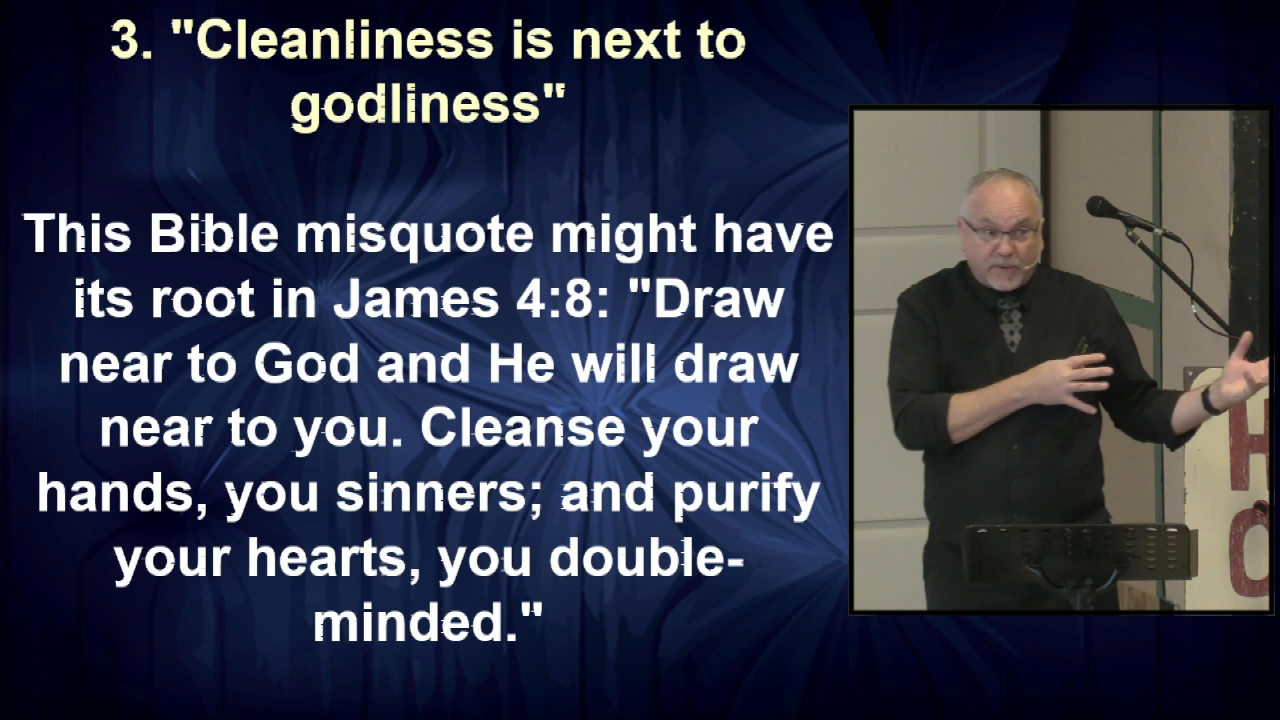 3. "Cleanliness is next to
godliness"
This Bible misquote might have
its root in James 4:8: "Draw
near to God and He will draw
near to you. Cleanse your
hands, you sinners; and purify
your hearts, you double-
minded."